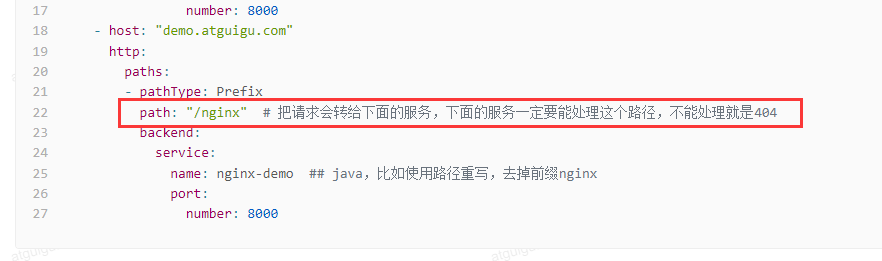 17 number: 8000
18 - host: "demo.atguigu.com"
19 http:
20 paths:
21 - pathType: Prefix
22 path: "/nginx" # 把请求会转给下面的服务，下面的服务一定要能处理这个路径，不能处理就是404
23 backend:
24 service:
25 name: nginx-demo ## java，比如使用路径重写，去掉前缀nginx
26 port:
27 number: 8000